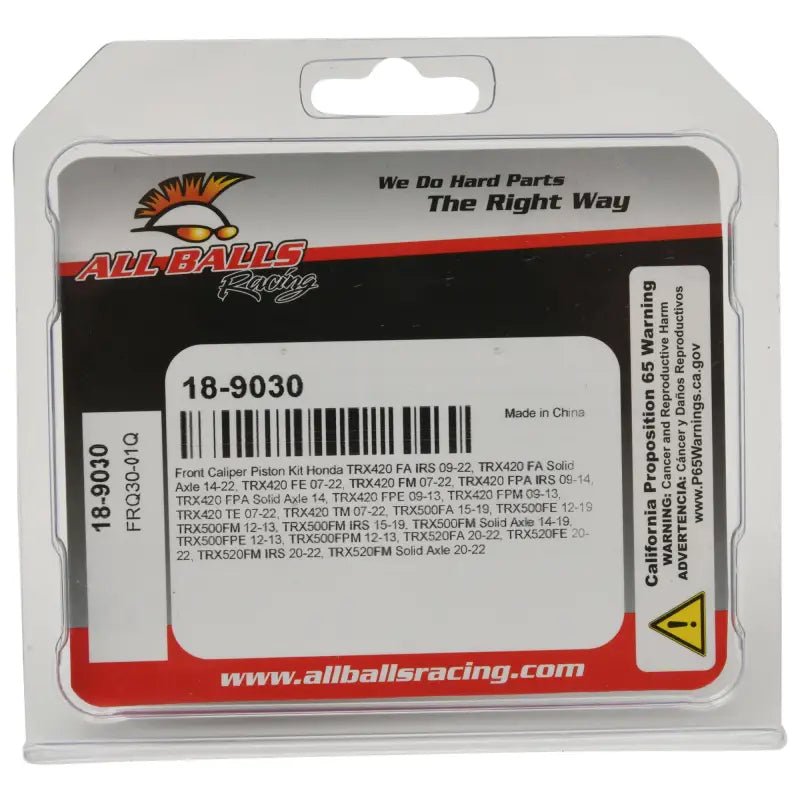 We Do Hard Parts
The Right Way
ALL BALLS
Racing
18-9030
Made in China
Front Caliper Piston Kit Honda TRX420 FA IRS 09-22, TRX420 FA Solid
Axle 14-22, TRX420 FE 07-22, TRX420 FM 07-22, TRX420 FPA IRS 09-14,
TRX420 FPA Solid Axle 14, TRX420 FPE 09-13, TRX420 FPM 09-13,
TRX420 TE 07-22, TRX420 TM 07-22, TRX500FA 15-19, TRX500FE 12-19
TRX500FM 12-13, TRX500FM IRS 15-19, TRX500FM Solid Axle 14-19,
TRX500FPE 12-13, TRX500FPM 12-13, TRX520FA 20-22, TRX520FE 20-
22, TRX520FM IRS 20-22, TRX520FM Solid Axle 20-22
18-9030
FRQ30-01Q
California Proposition 65 Warning
WARNING: Cancer and Reproductive Harm
ADVERTENCIA: Cáncer y Daños Reproductivos
www.P65Warnings.ca.gov
www.allballsracing.com